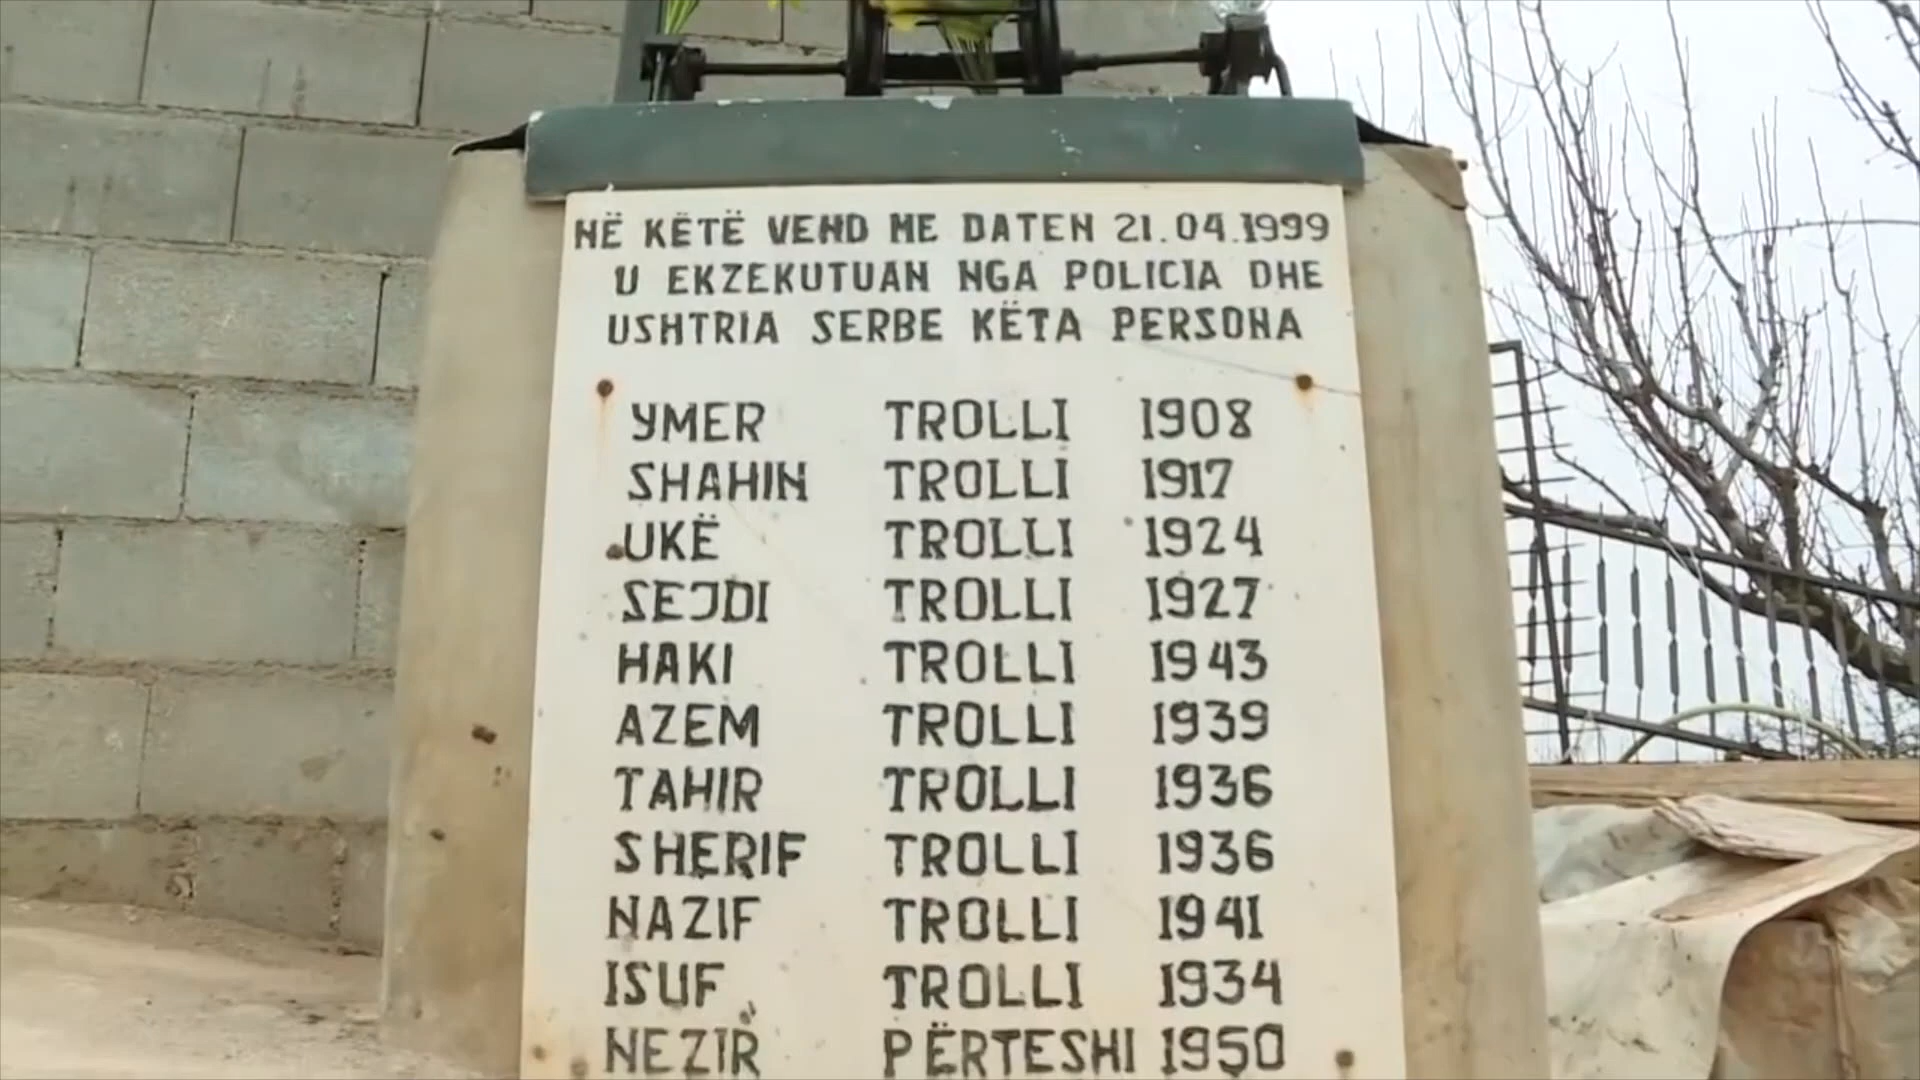 NË KËTË VEND ME DATEN 21.04.1999
U EKZEKUTUAN NGA POLICIA DHE
USHTRIA SERBE KËTA PERSONA
YMER TROLLI 1908
SHAHIN TROLLI 1917
UKË TROLLI 1924
SEJDI TROLLI 1927
HAKI TROLLI 1943
AZEM TROLLI 1939
TAHIR TROLLI 1936
SHERIF TROLLI 1936
NAZIF TROLLI 1941
ISUF TROLLI 1934
NEZIR PËRTESHI 1950